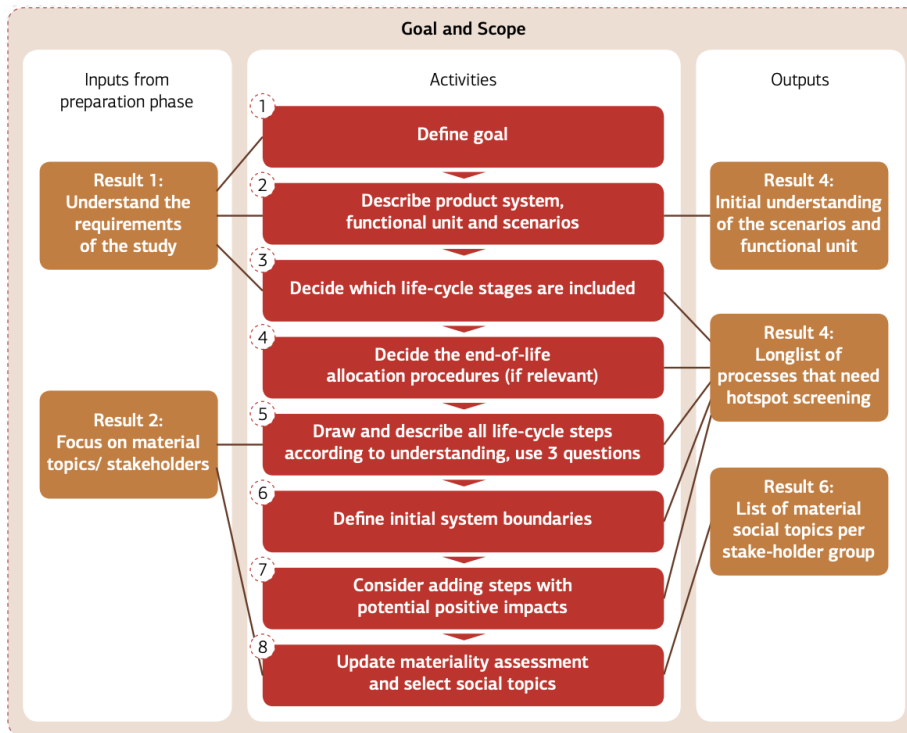 Goal and Scope
Inputs from
preparation phase
Result 1:
Understand the
requirements
of the study
Result 2:
Focus on material
topics/ stakeholders
Activities
1
Define goal
2
Describe product system,
functional unit and scenarios
3
Decide which life-cycle stages are included
4
Decide the end-of-life
allocation procedures (if relevant)
5
Draw and describe all life-cycle steps
according to understanding, use 3 questions
6
Define initial system boundaries
7
Consider adding steps with
potential positive impacts
8
Update materiality assessment
and select social topics
Outputs
Result 4:
Initial understanding
of the scenarios and
functional unit
Result 4:
Longlist of
processes that need
hotspot screening
Result 6:
List of material
social topics per
stake-holder group